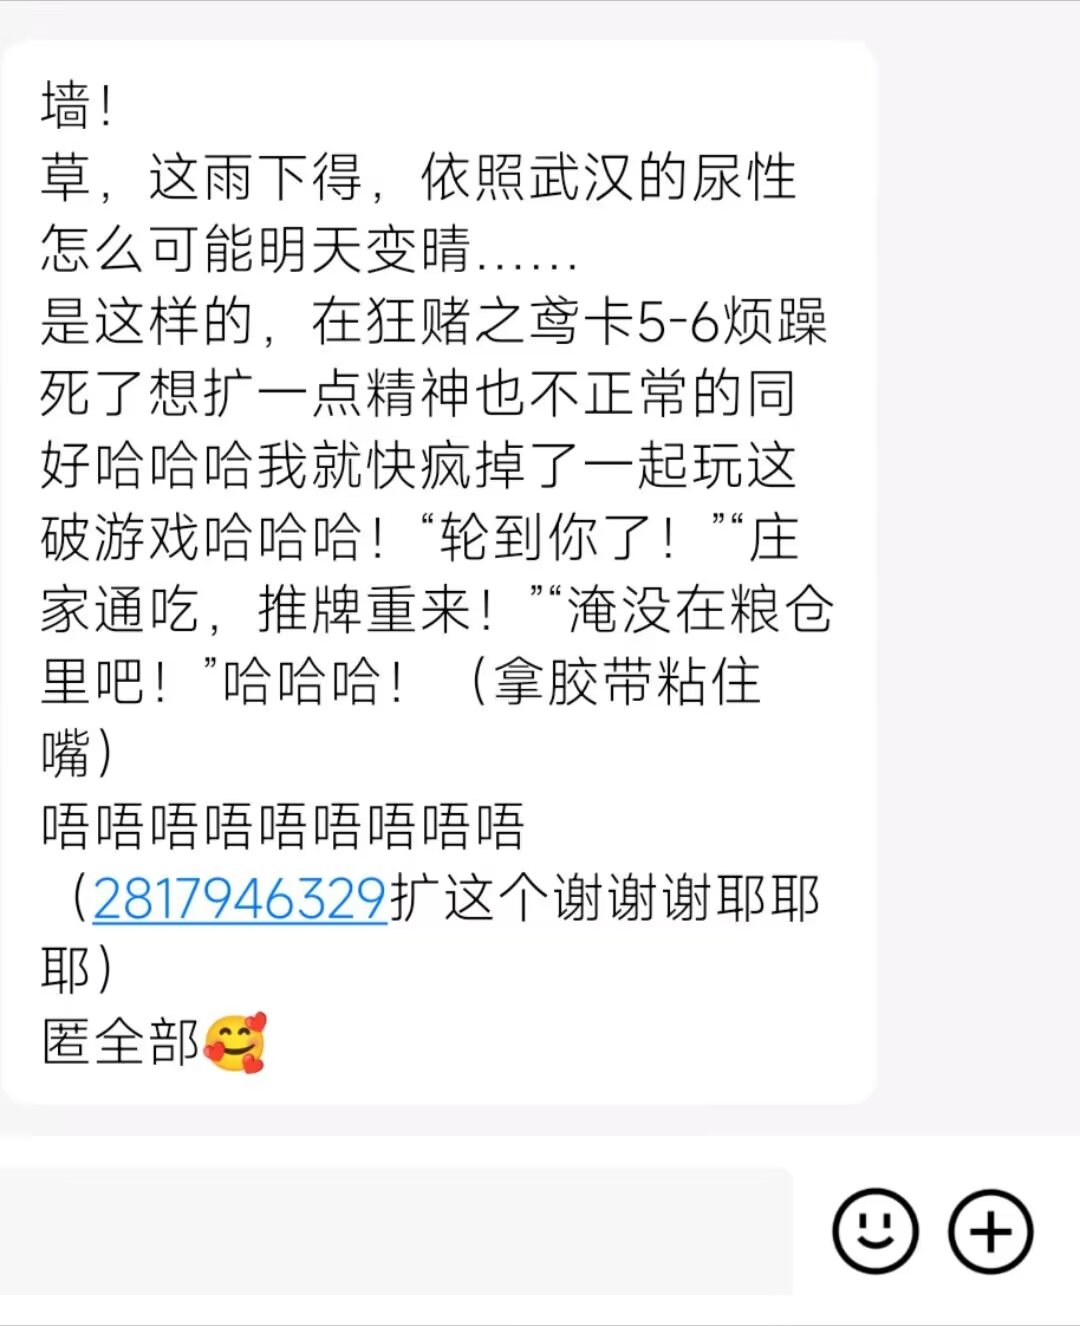 墙！
草，这雨下得，依照武汉的尿性
怎么可能明天变晴……
是这样的，在狂赌之鸢卡5-6烦躁
死了想扩一点精神也不正常的同
好哈哈哈我就快疯掉了一起玩这
破游戏哈哈哈！“轮到你了！”“庄
家通吃，推牌重来！”“淹没在粮仓
里吧！”哈哈哈！（拿胶带粘住
嘴）
唔唔唔唔唔唔唔唔唔
（2817946329扩这个谢谢谢耶耶
耶）
匿全部🥰